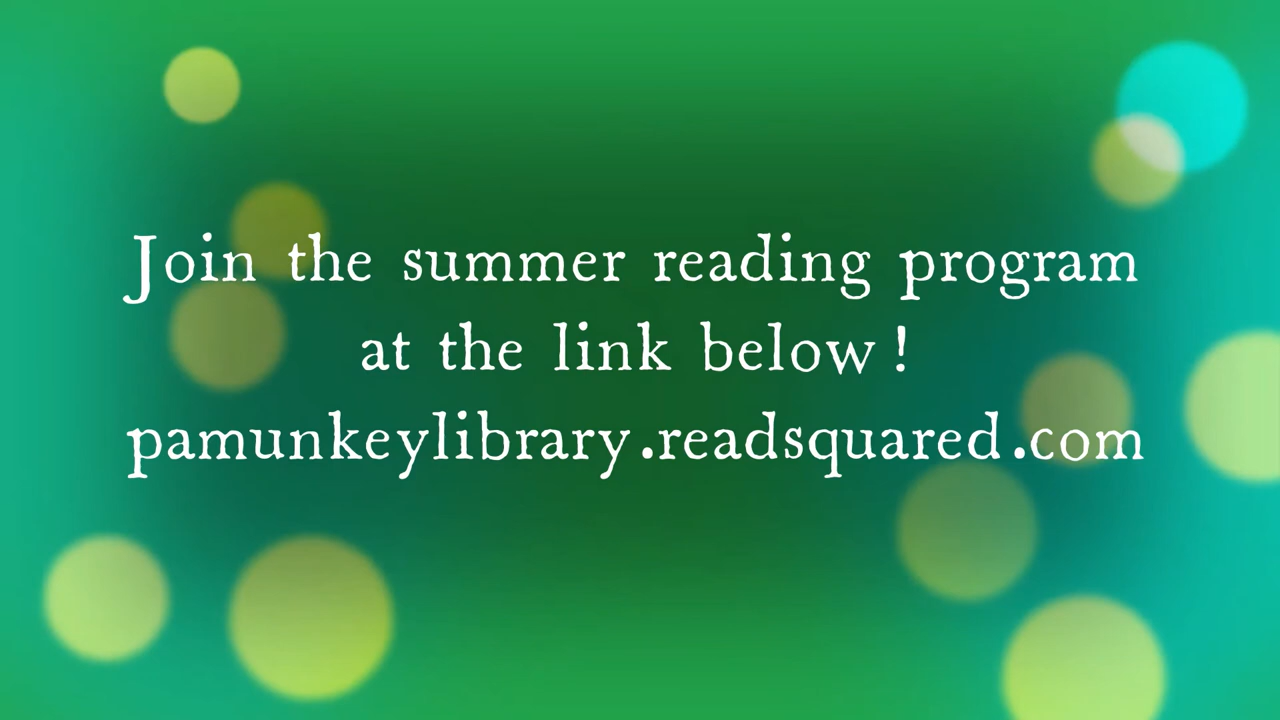 Join the summer reading program
at the link below!
pamunkeylibrary.readsquared.com